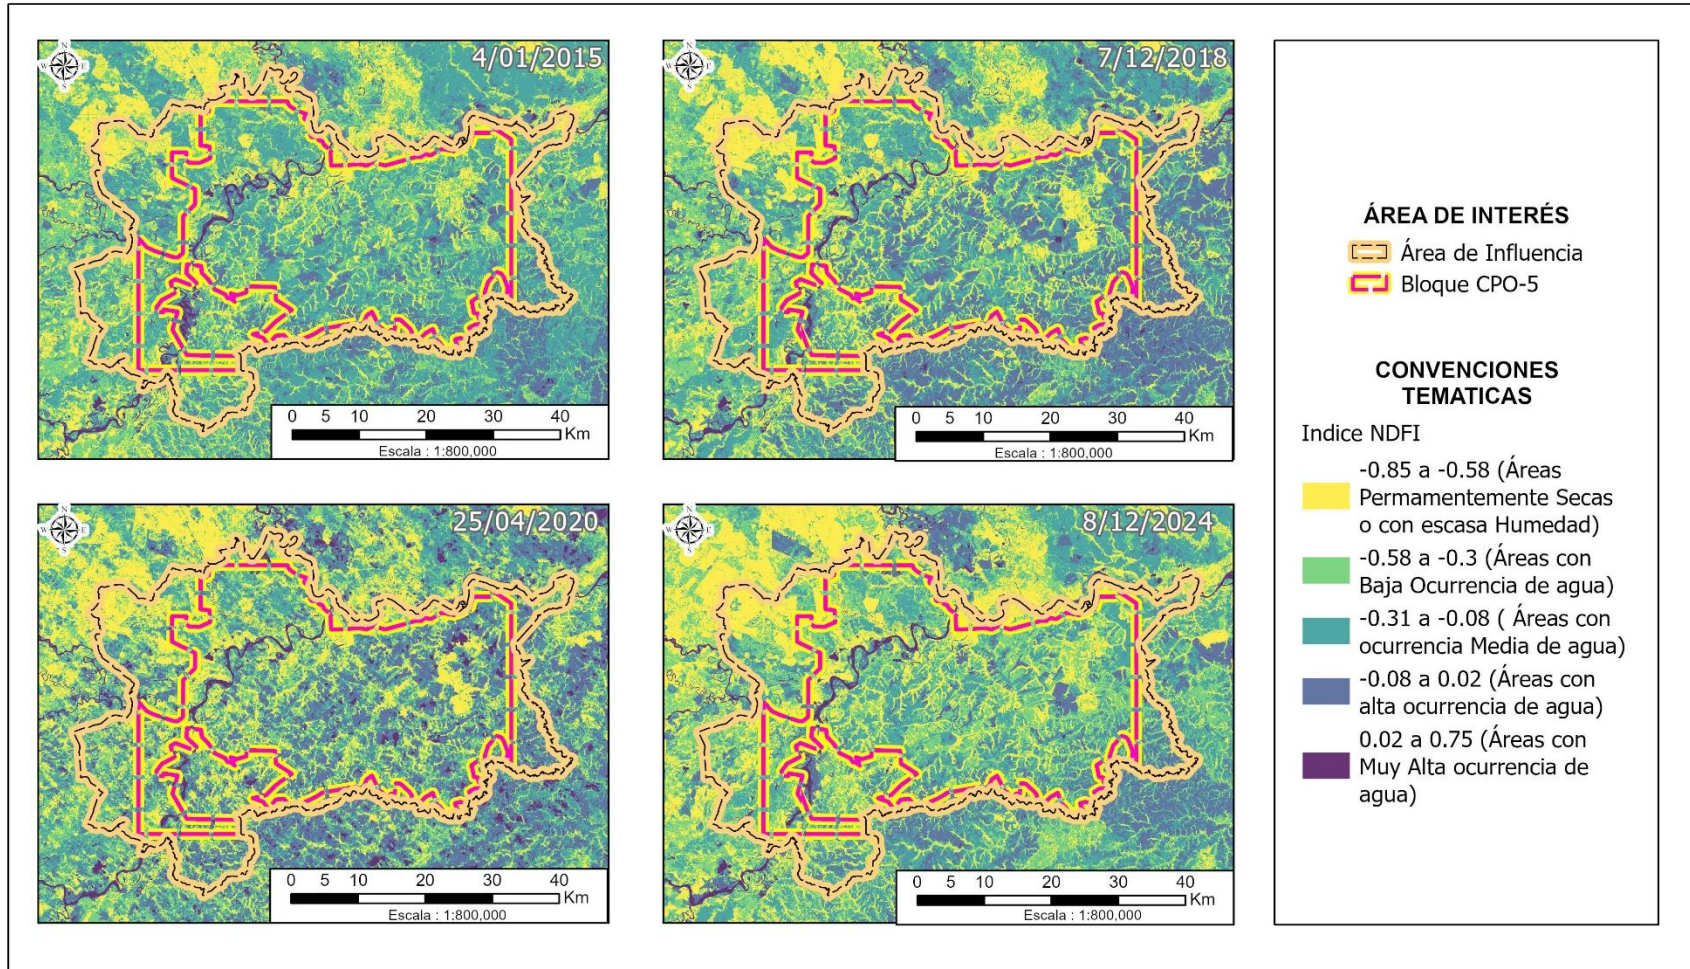 4/01/2015
N
W E
S
0 5 10 20 30 40
Km
Escala : 1:800,000
7/12/2018
N
W E
S
0 5 10 20 30 40
Km
Escala : 1:800,000
25/04/2020
N
W E
S
0 5 10 20 30 40
Km
Escala : 1:800,000
8/12/2024
N
W E
S
0 5 10 20 30 40
Km
Escala : 1:800,000
ÁREA DE INTERÉS
Área de Influencia
Bloque CPO-5
CONVENCIONES
TEMATICAS
Indice NDFI
-0.85 a -0.58 (Áreas
Permamentemente Secas
o con escasa Humedad)
-0.58 a -0.3 (Áreas con
Baja Ocurrencia de agua)
-0.31 a -0.08 ( Áreas con
ocurrencia Media de agua)
-0.08 a 0.02 (Áreas con
alta ocurrencia de agua)
0.02 a 0.75 (Áreas con
Muy Alta ocurrencia de
agua)